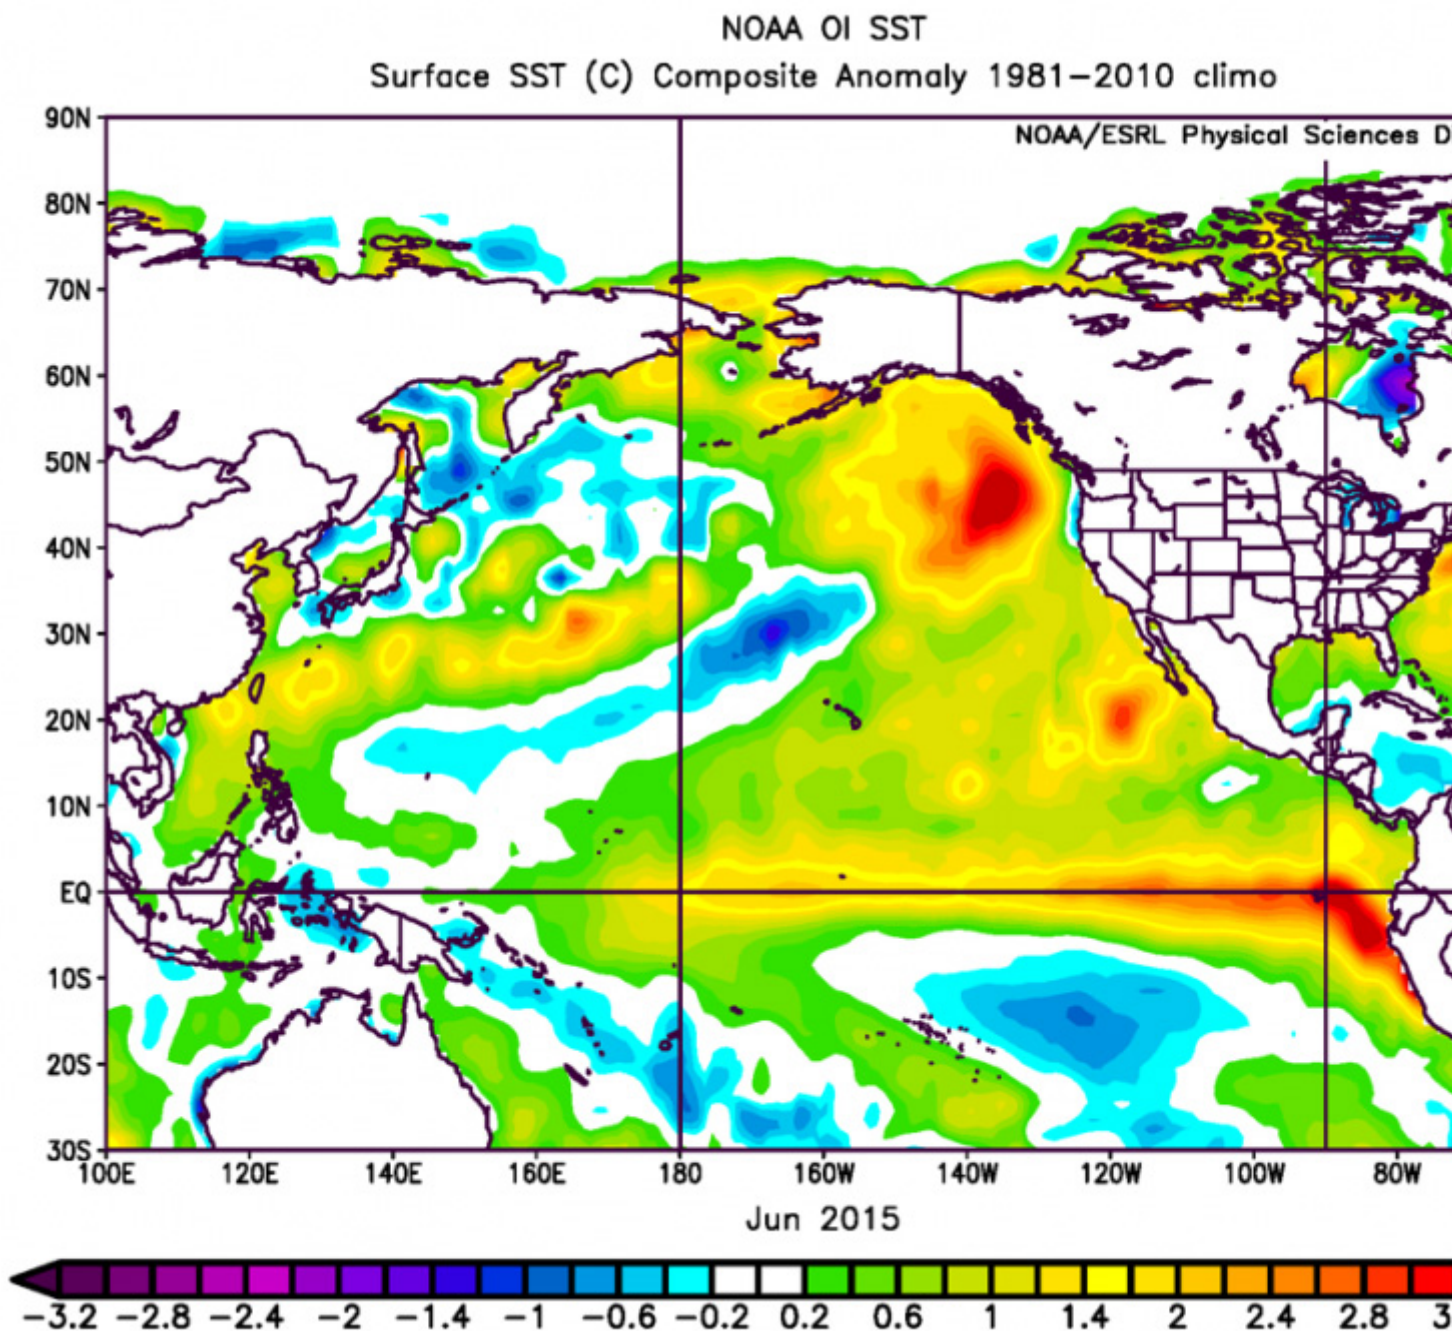 NOAA OI SST
Surface SST (C) Composite Anomaly 1981-2010 climo
NOAA/ESRL Physical Sciences D
90N
80N
70N
60N
50N
40N
30N
20N
10N
EQ
10S
20S
30S
100E 120E 140E 160E 180 160W 140W 120W 100W 80W
Jun 2015
-3.2 -2.8 -2.4 -2 -1.4 -1 -0.6 -0.2 0.2 0.6 1 1.4 2 2.4 2.8 3